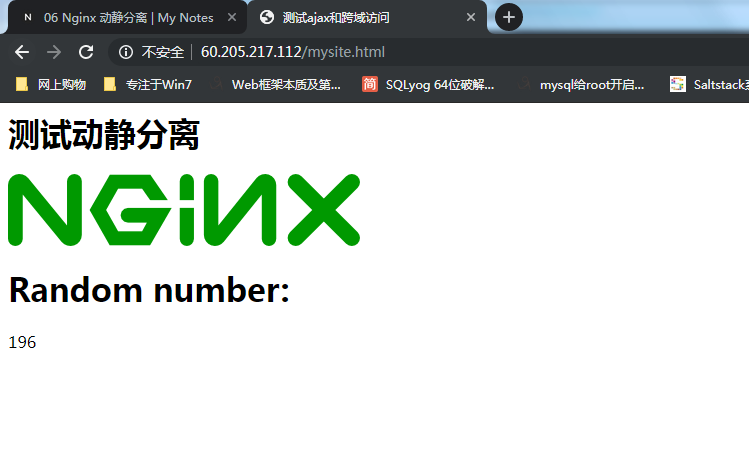 06 Nginx 动静分离 | My Notes
测试ajax和跨域访问
不安全 60.205.217.112/mysite.html
网上购物 专注于Win7 Web框架本质及第... 简 SQLyog 64位破解... mysql给root开启... Saltstack系
测试动静分离
NGiNX
Random number:
196